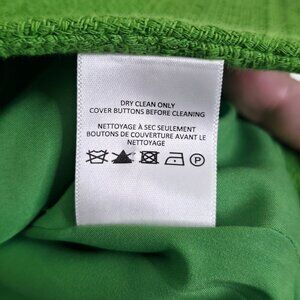 DRY CLEAN ONLY
COVER BUTTONS BEFORE CLEANING
NETTOYAGE À SEC SEULEMENT
BOUTONS DE COUVERTURE AVANT LE
NETTOYAGE
P